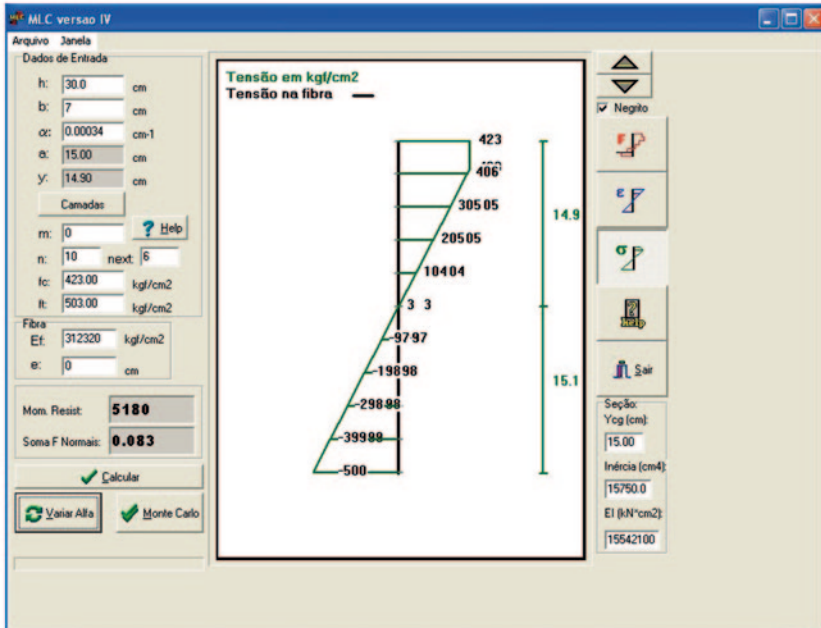 MLC versao IV
Arquivo Janela
Dados de Entrada
h: 30.0 cm
b: 7 cm
α: 0.00034 cm-1
a: 15.00 cm
y: 14.90 cm
Camadas
m: 0 ? Help
n: 10 next: 6
fc: 423.00 kgf/cm2
ft: 503.00 kgf/cm2
Fibra
Ef: 312320 kgf/cm2
e: 0 cm
Mom. Resist: 5180
Soma F Normais: 0.083
Calcular
Variar Alfa
Monte Carlo
Tensão em kgf/cm2
Tensão na fibra
423
406
30505
20505
10404
3 3
-9797
-19898
-29898
-39989
-500
14.9
15.1
Negrito
F
ε
σ
Help
Sair
Seção:
Ycg (cm):
15.00
Inércia (cm4):
15750.0
EI (kN*cm2):
15542100